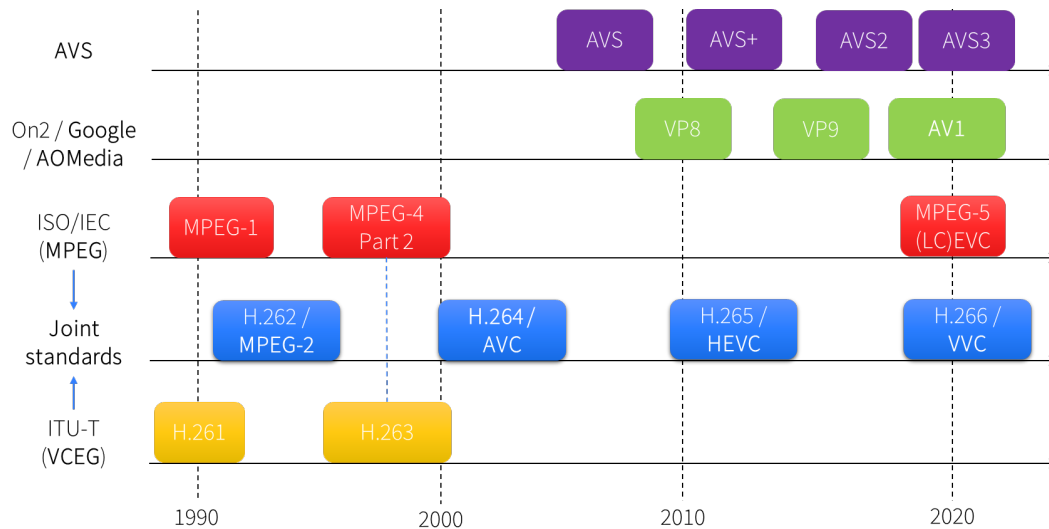 AVS
AVS
AVS+
AVS2
AVS3
On2 / Google
/ AOMedia
VP8
VP9
AV1
ISO/IEC
(MPEG)
MPEG-1
MPEG-4
Part 2
MPEG-5
(LC)EVC
Joint
standards
H.262 /
MPEG-2
H.264 /
AVC
H.265 /
HEVC
H.266 /
VVC
ITU-T
(VCEG)
H.261
H.263
1990
2000
2010
2020